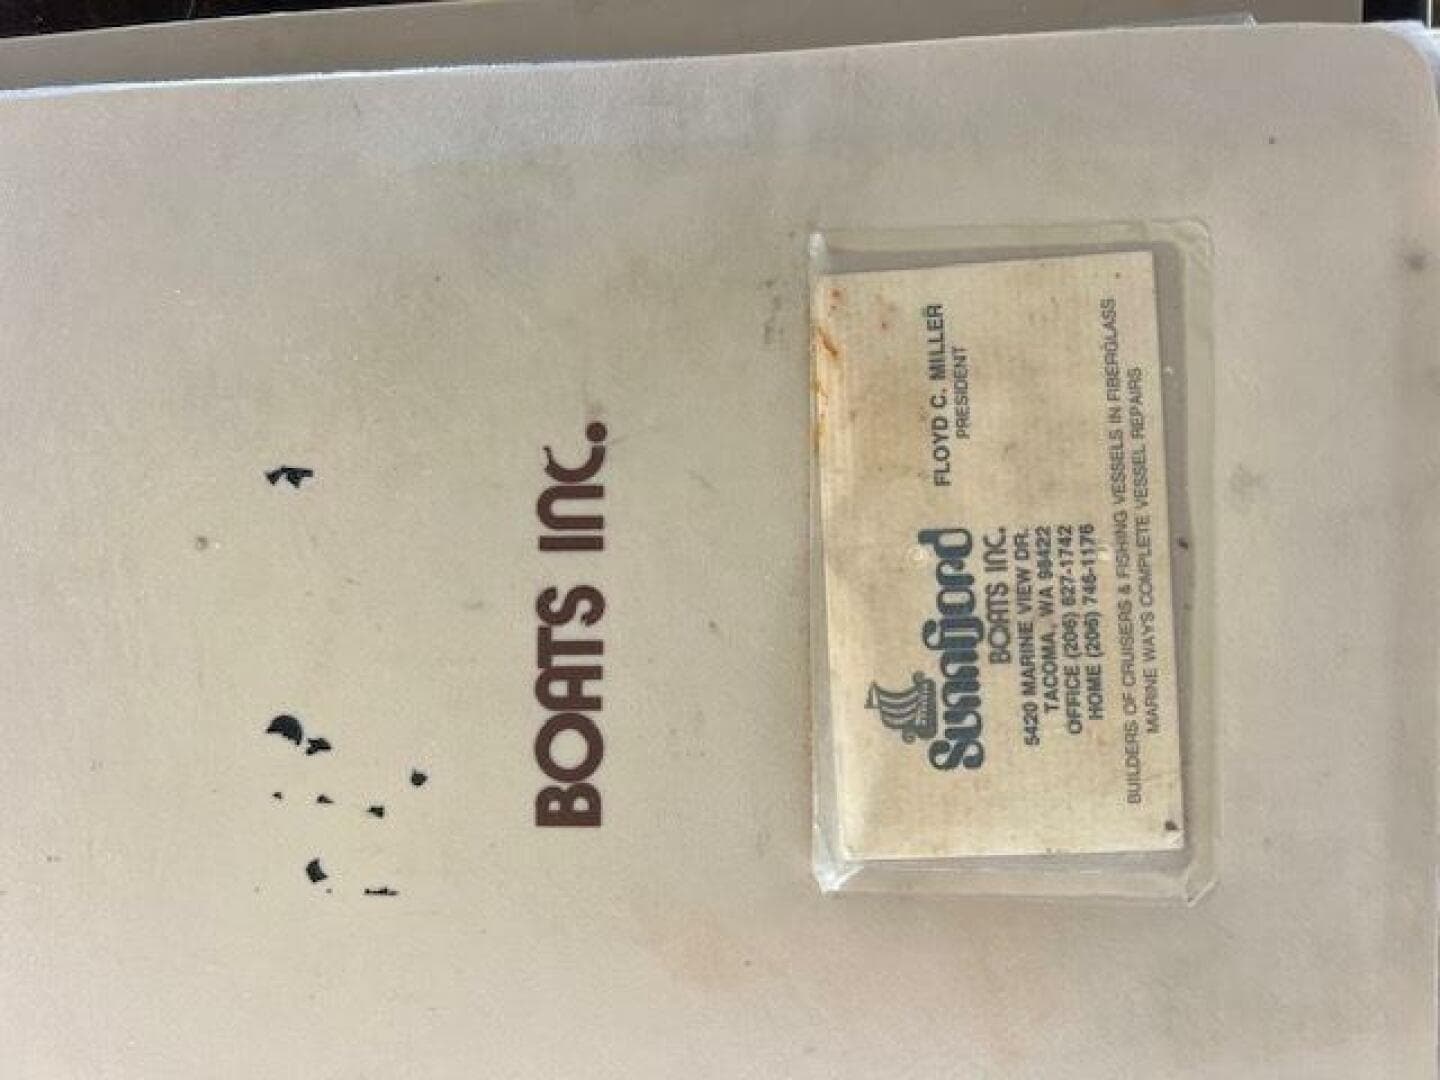 BOATS INC.
Sunnfjord
BOATS INC.
5420 MARINE VIEW DR.
TACOMA, WA 98422
OFFICE (206) 627-1742
HOME (206) 746-1176
FLOYD C. MILLER
PRESIDENT
BUILDERS OF CRUISERS & FISHING VESSELS IN FIBERGLASS
MARINE WAYS COMPLETE VESSEL REPAIRS